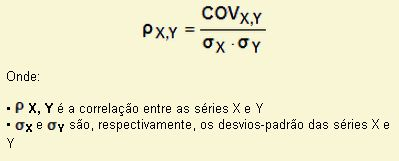 ρX,Y = COVX,Y / σX · σY
Onde:
• ρ X, Y é a correlação entre as séries X e Y
• σX e σY são, respectivamente, os desvios-padrão das séries X e
Y